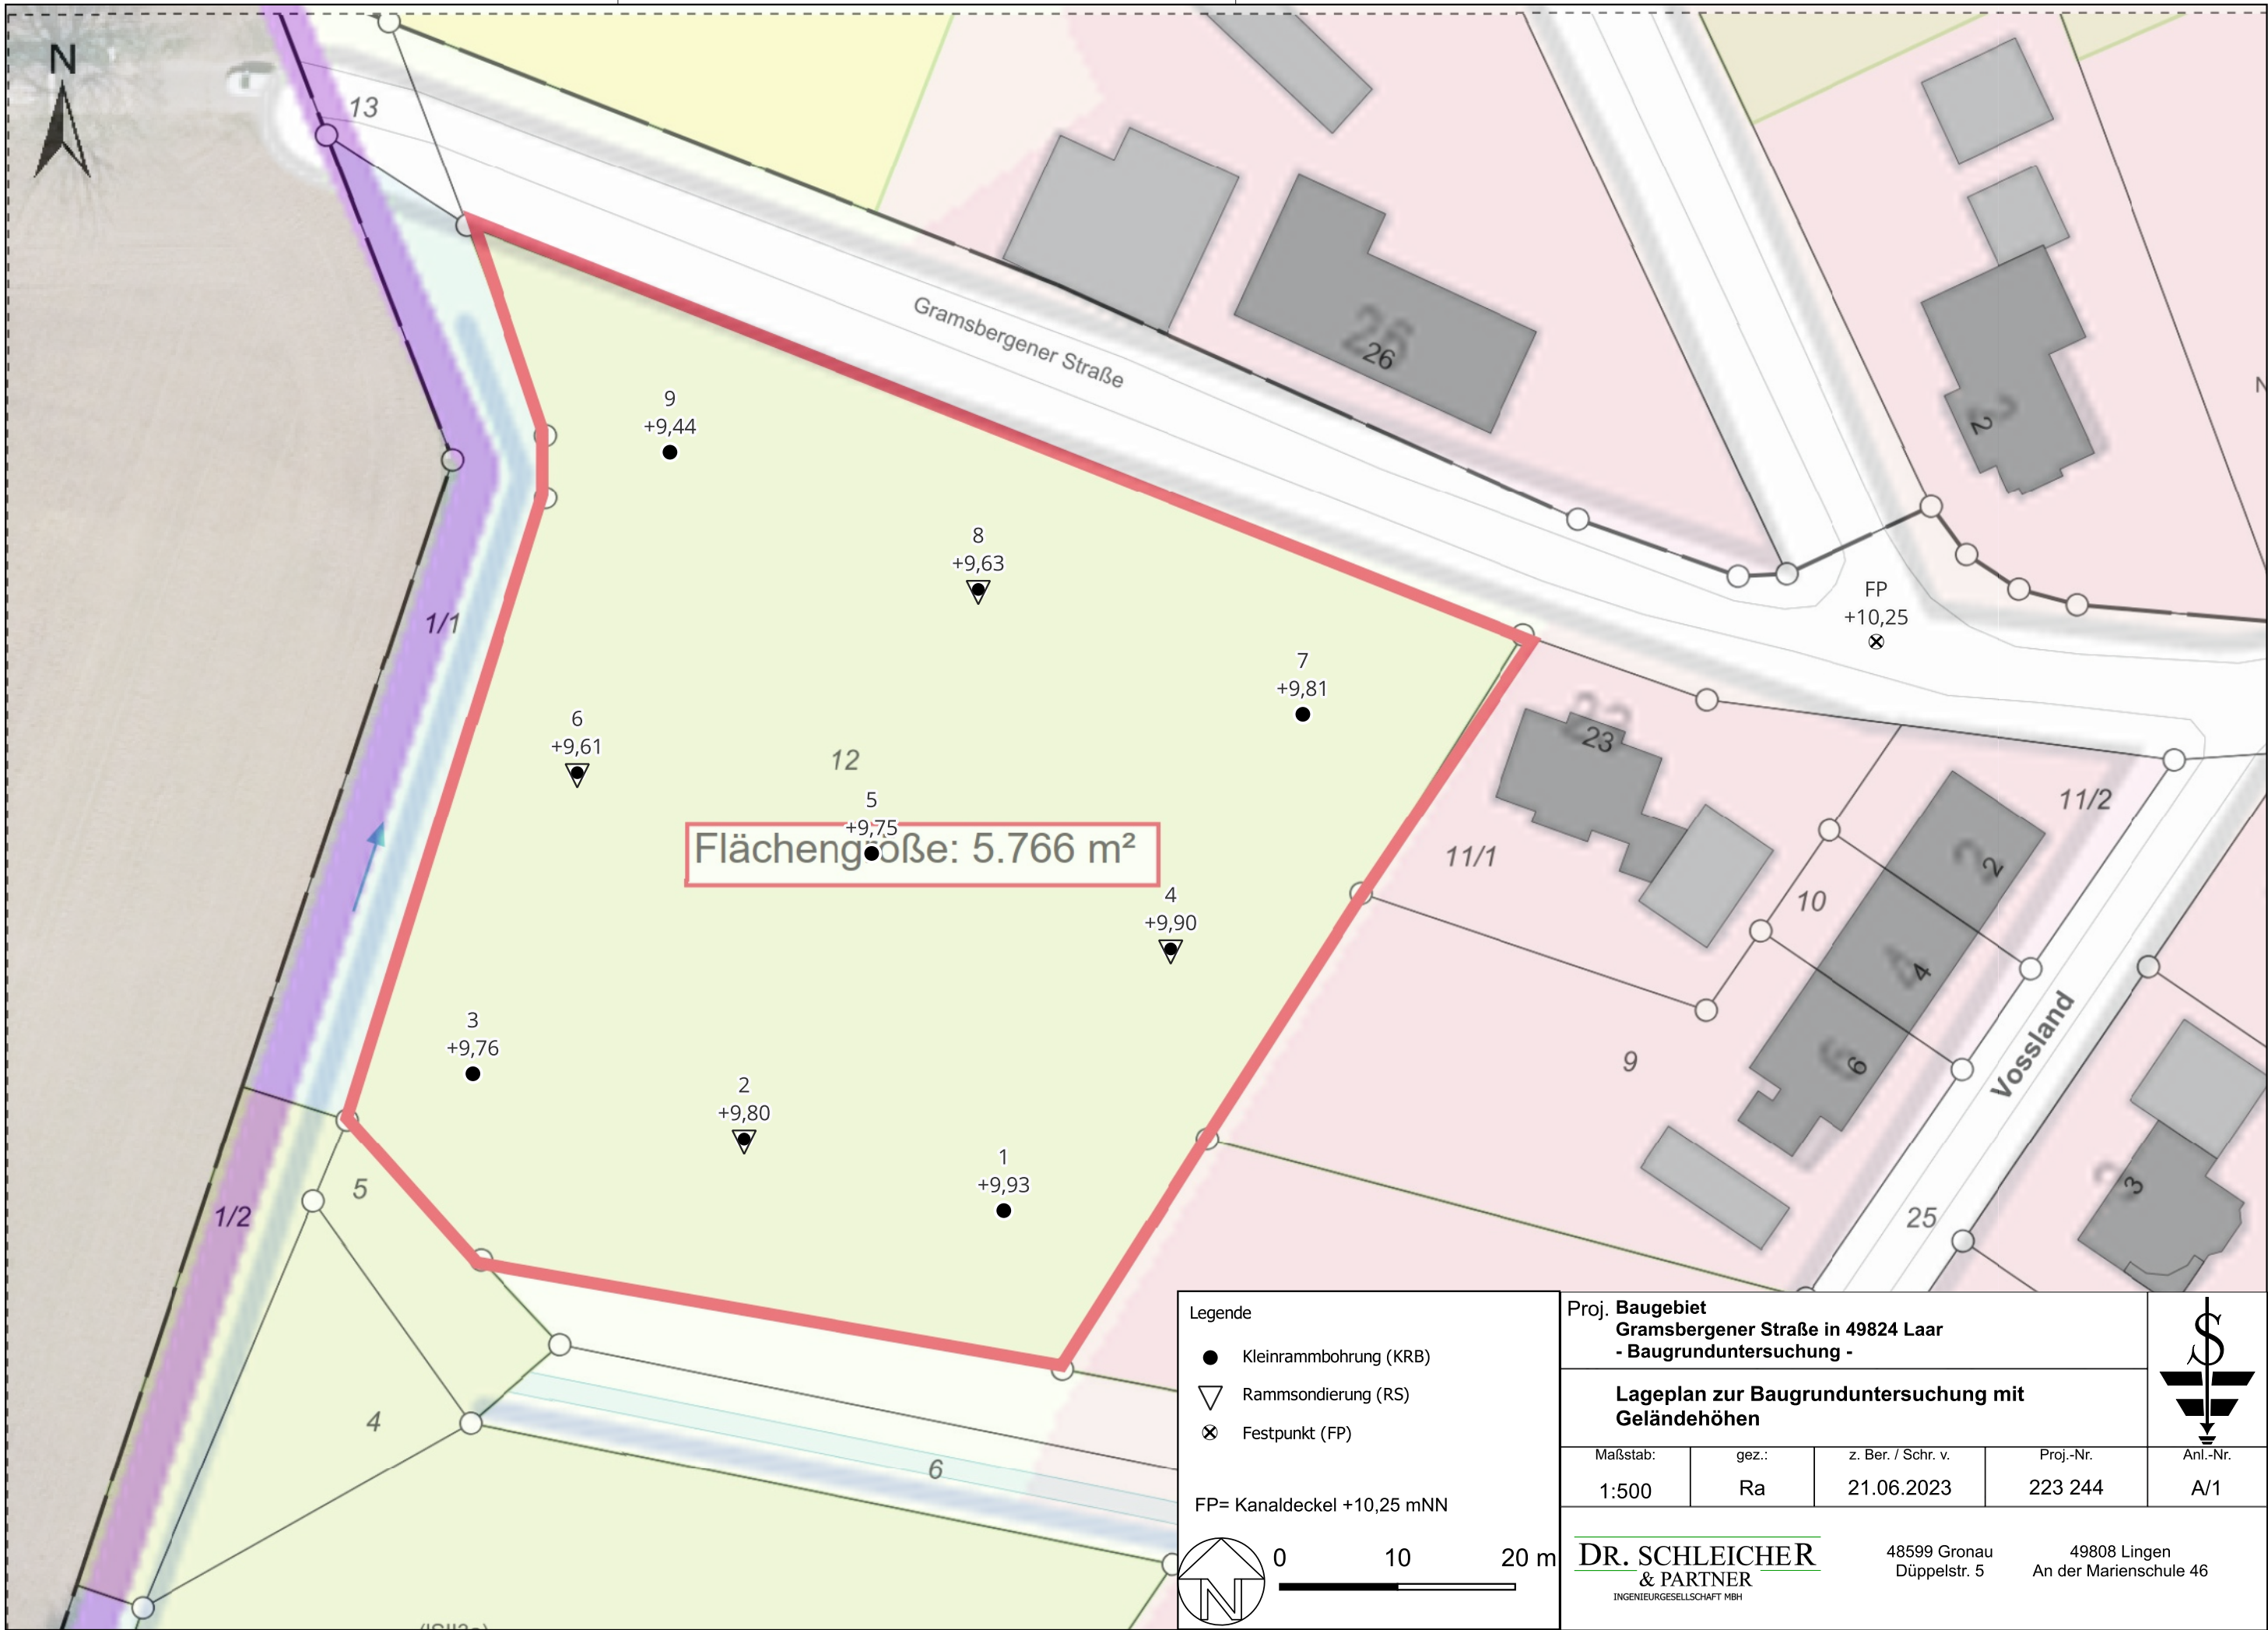 N
13
Gramsbergener Straße
26
26
2
2
N
9
+9,44
8
+9,63
FP
+10,25
1/1
7
+9,81
6
+9,61
12
23
5
+9,75
Flächengröße: 5.766 m²
11/1
11/2
10
2
2
4
+9,90
4
4
Vossland
3
+9,76
9
6
6
2
+9,80
1
+9,93
5
1/2
25
3
4
6
Legende
Kleinrammbohrung (KRB)
Rammsondierung (RS)
Festpunkt (FP)
FP= Kanaldeckel +10,25 mNN
N
0 10 20 m
Proj. Baugebiet
Gramsbergener Straße in 49824 Laar
- Baugrunduntersuchung -
Lageplan zur Baugrunduntersuchung mit
Geländehöhen
Maßstab: gez.: z. Ber. / Schr. v. Proj.-Nr. Anl.-Nr.
1:500 Ra 21.06.2023 223 244 A/1
S
DR. SCHLEICHER
& PARTNER
INGENIEURGESELLSCHAFT MBH
48599 Gronau 49808 Lingen
Düppelstr. 5 An der Marienschule 46